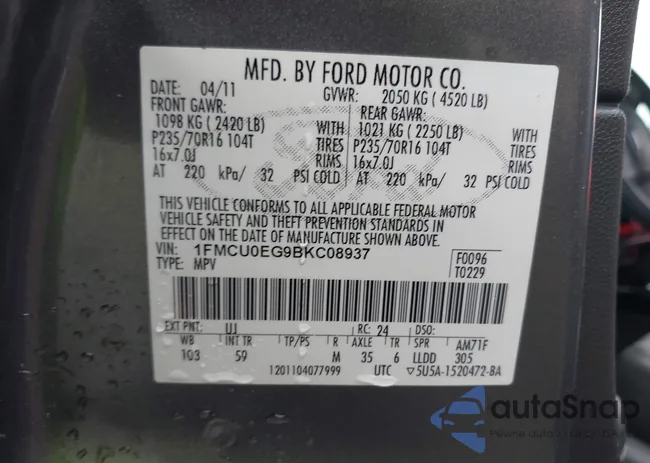 MFD. BY FORD MOTOR CO.
DATE: 04/11 GVWR: 2050 KG ( 4520 LB)
FRONT GAWR: REAR GAWR:
1098 KG ( 2420 LB) WITH 1021 KG ( 2250 LB) WITH
P235/70R16 104T TIRES P235/70R16 104T TIRES
16x7.0J RIMS 16x7.0J RIMS
AT 220 kPa/ 32 PSI COLD AT 220 kPa/ 32 PSI COLD
THIS VEHICLE CONFORMS TO ALL APPLICABLE FEDERAL MOTOR
VEHICLE SAFETY AND THEFT PREVENTION STANDARDS IN
EFFECT ON THE DATE OF MANUFACTURE SHOWN ABOVE.
VIN: 1FMCU0EG9BKC08937 F0096
TYPE: MPV T0229
EXT PNT: UJ RC: 24 DSO:
WB INT TR TP/PS R AXLE TR SPR AM71F
103 59 M 35 6 LLDD 305
1201104077999 UTC ▽5U5A-1520472-BA
autoSnap
Pewne auto z USA